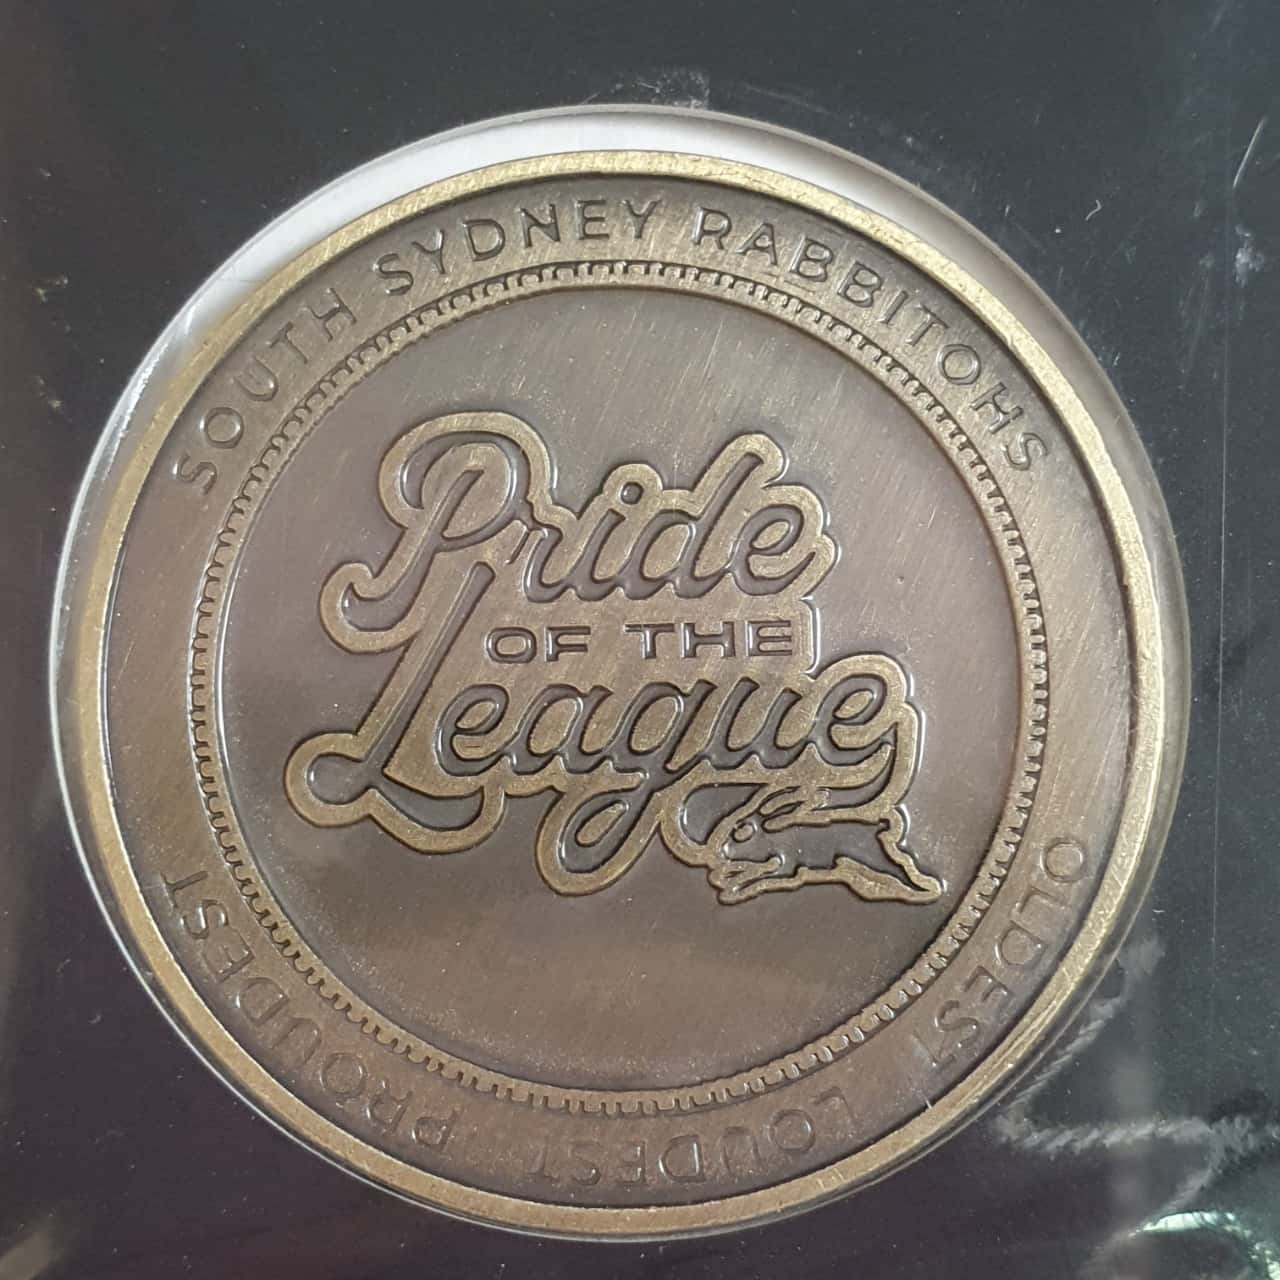 SOUTH SYDNEY RABBITOHS
Pride
OF THE
League
OLDEST LOUDEST PROUDEST